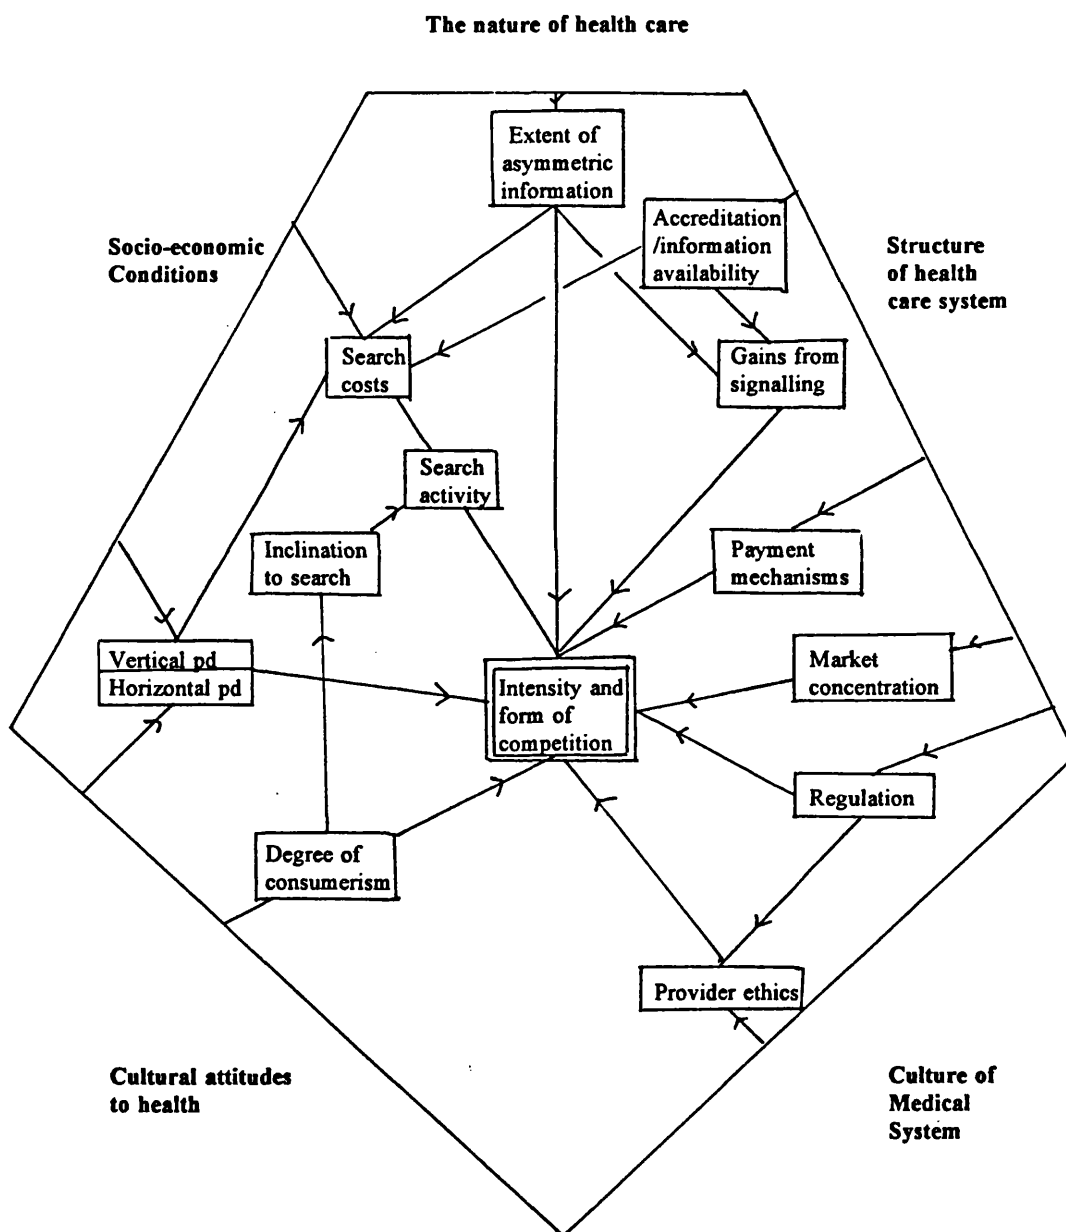 The nature of health care
Extent of
asymmetric
information
Accreditation
/information
availability
Socio-economic
Conditions
Structure
of health
care system
Search
costs
Gains from
signalling
Search
activity
Inclination
to search
Payment
mechanisms
Vertical pd
Horizontal pd
Market
concentration
Intensity and
form of
competition
Regulation
Degree of
consumerism
Provider ethics
Cultural attitudes
to health
Culture of
Medical
System